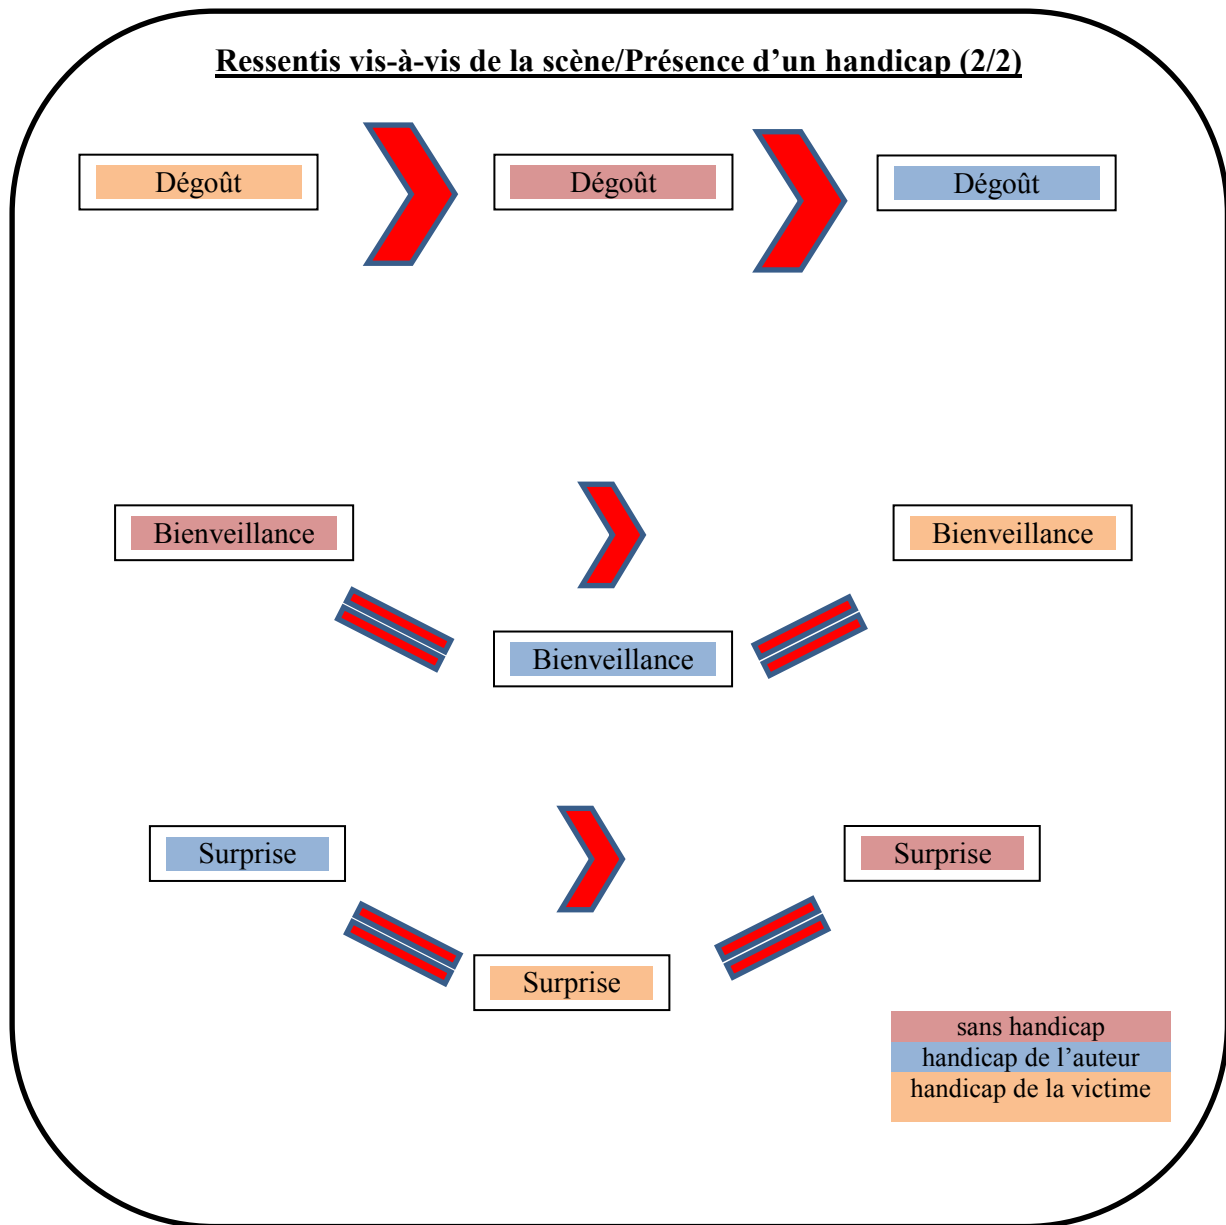 Ressentis vis-à-vis de la scène/Présence d’un handicap (2/2)
Dégoût
Dégoût
Dégoût
Bienveillance
Bienveillance
Bienveillance
Surprise
Surprise
Surprise
sans handicap
handicap de l’auteur
handicap de la victime